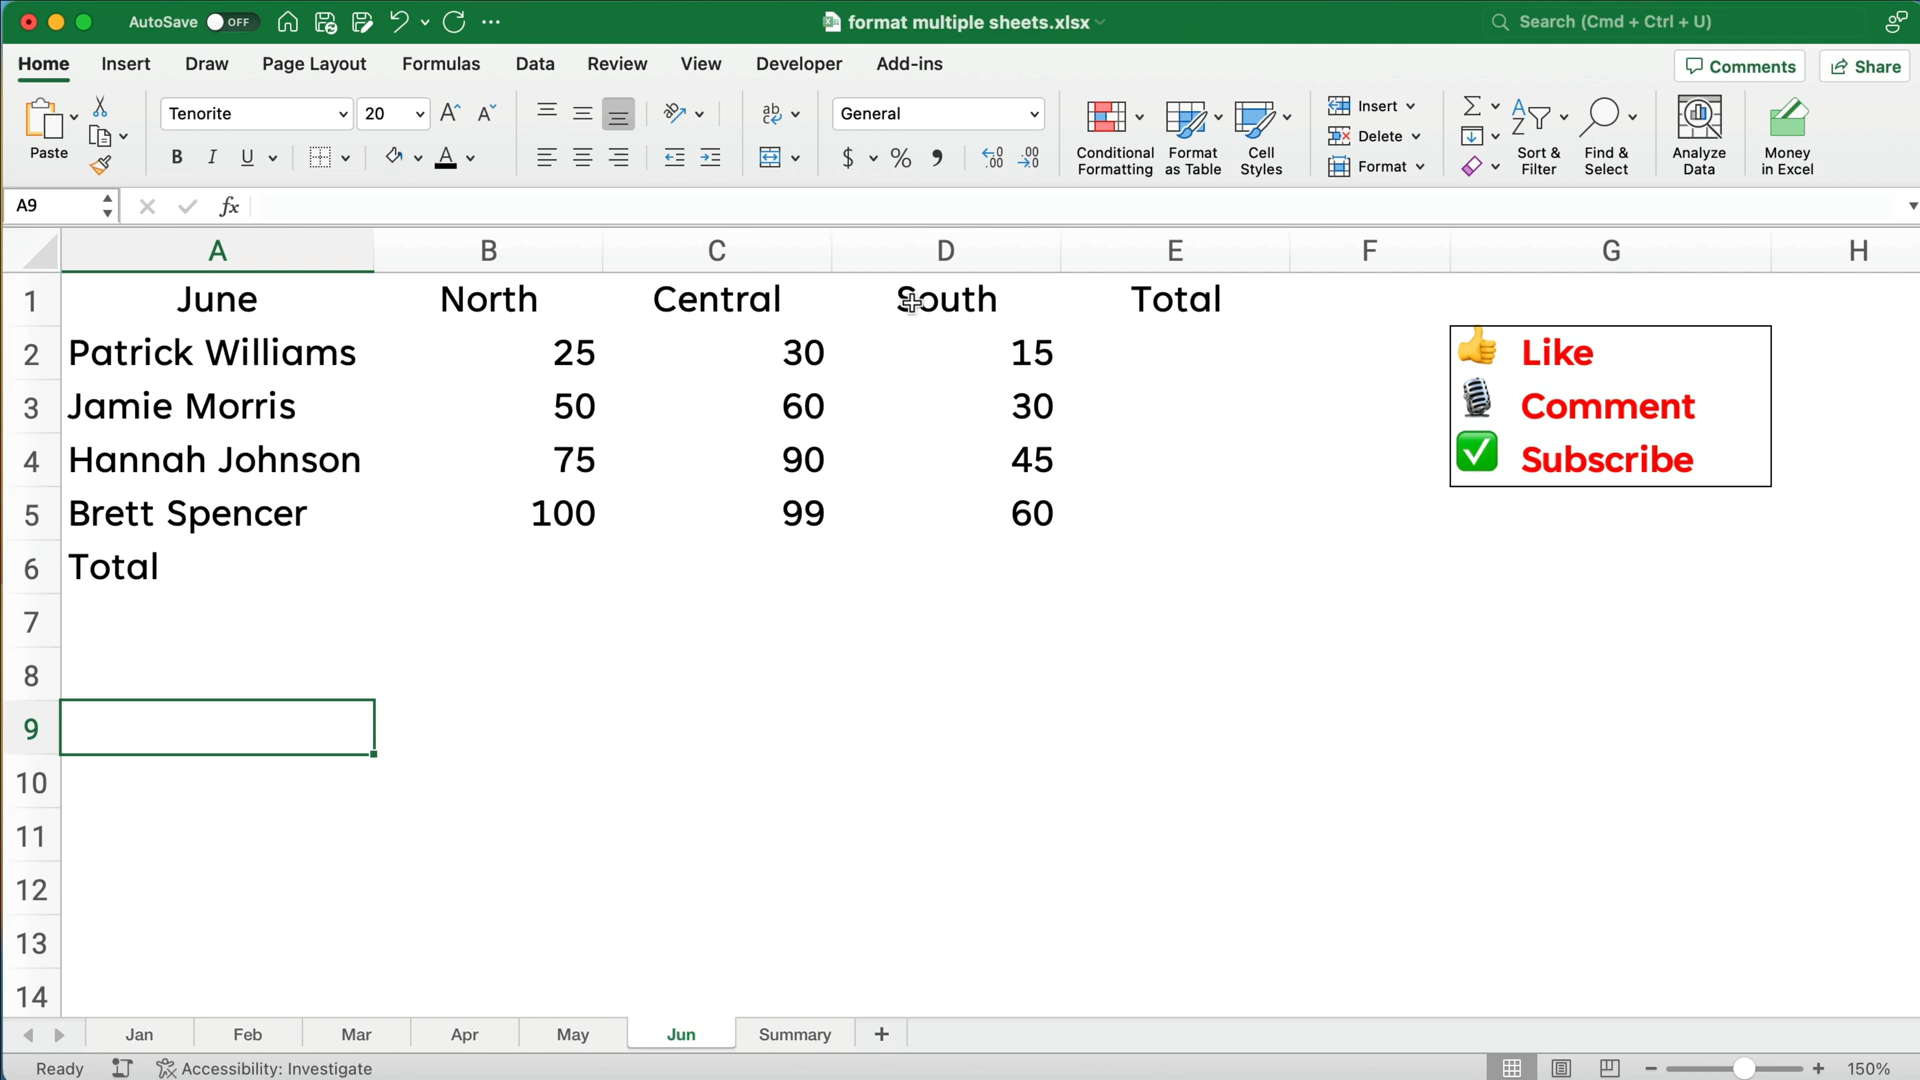 AutoSave OFF format multiple sheets.xlsx Search (Cmd + Ctrl + U)
Home Insert Draw Page Layout Formulas Data Review View Developer Add-ins Comments Share
Paste Tenorite 20 General Conditional Formatting Format as Table Cell Styles Insert Delete Format Sort & Filter Find & Select Analyze Data Money in Excel
A9 fx
A B C D E F G H
1 June North Central South Total
2 Patrick Williams 25 30 15 Like
3 Jamie Morris 50 60 30 Comment
4 Hannah Johnson 75 90 45 Subscribe
5 Brett Spencer 100 99 60
6 Total
7
8
9
10
11
12
13
14
Jan Feb Mar Apr May Jun Summary +
Ready Accessibility: Investigate 150%